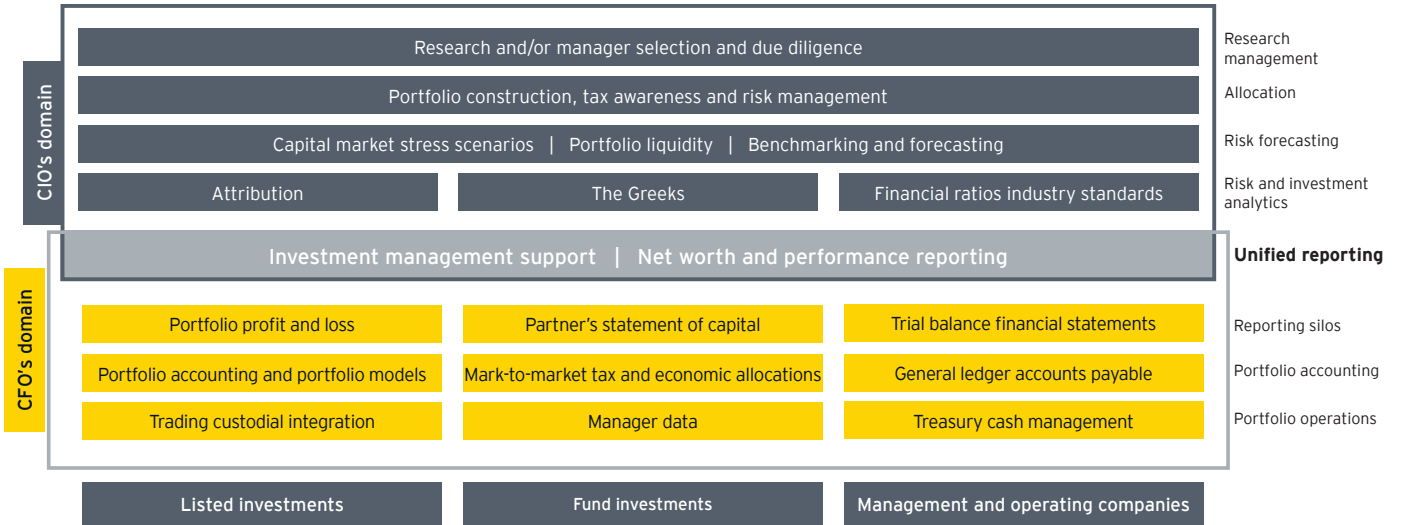 CIO's domain
Research and/or manager selection and due diligence
Research
management
Portfolio construction, tax awareness and risk management
Allocation
Capital market stress scenarios | Portfolio liquidity | Benchmarking and forecasting
Risk forecasting
Attribution
The Greeks
Financial ratios industry standards
Risk and investment
analytics
Investment management support | Net worth and performance reporting
Unified reporting
CFO's domain
Portfolio profit and loss
Partner's statement of capital
Trial balance financial statements
Reporting silos
Portfolio accounting and portfolio models
Mark-to-market tax and economic allocations
General ledger accounts payable
Portfolio accounting
Trading custodial integration
Manager data
Treasury cash management
Portfolio operations
Listed investments
Fund investments
Management and operating companies